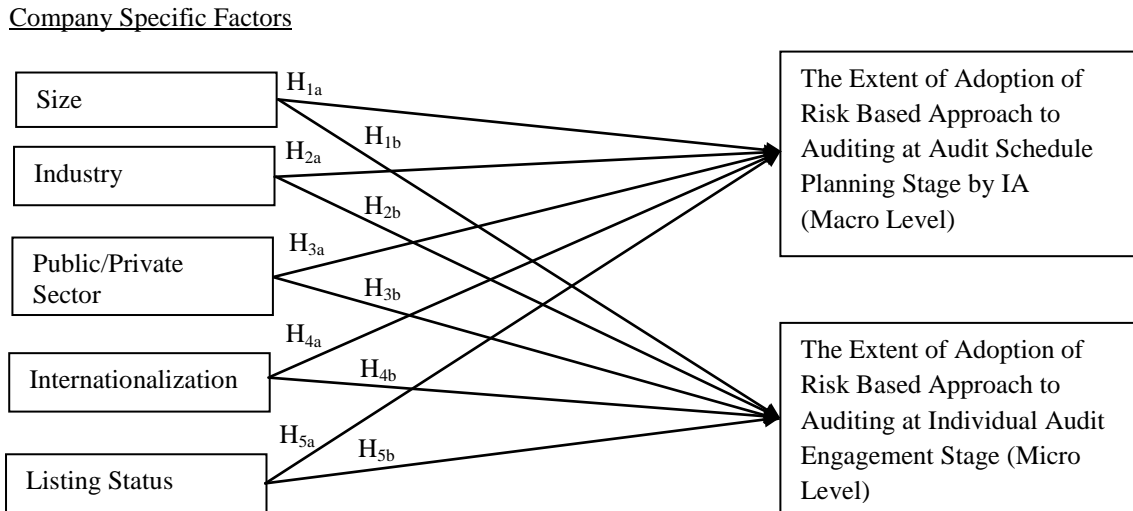 Company Specific Factors
Size
Industry
Public/Private
Sector
Internationalization
Listing Status
H1a
H1b
H2a
H2b
H3a
H3b
H4a
H4b
H5a
H5b
The Extent of Adoption of
Risk Based Approach to
Auditing at Audit Schedule
Planning Stage by IA
(Macro Level)
The Extent of Adoption of
Risk Based Approach to
Auditing at Individual Audit
Engagement Stage (Micro
Level)